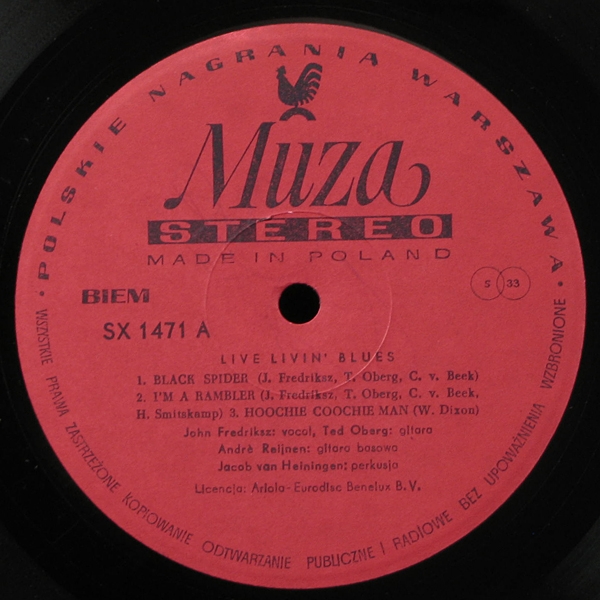 POLSKIE NAGRANIA WARSZAWA
Muza
STEREO
MADE IN POLAND
BIEM
S 33
SX 1471 A
LIVE LIVIN' BLUES
1. BLACK SPIDER (J. Fredriksz, T. Oberg, C. v. Beek)
2. I'M A RAMBLER (J. Fredriksz, T. Oberg, C. v. Beek,
H. Smitskamp) 3. HOOCHIE COOCHIE MAN (W. Dixon)
John Fredriksz: vocal, Ted Oberg: gitara
Andrè Reijnen: gitara basowa
Jacob van Heiningen: perkusja
Licencja: Ariola-Eurodisc Benelux B.V.
WSZYSTKIE PRAWA ZASTRZEŻONE KOPIOWANIE ODTWARZANIE PUBLICZNE I RADIOWE BEZ UPOWAŻNIENIA WZBRONIONE